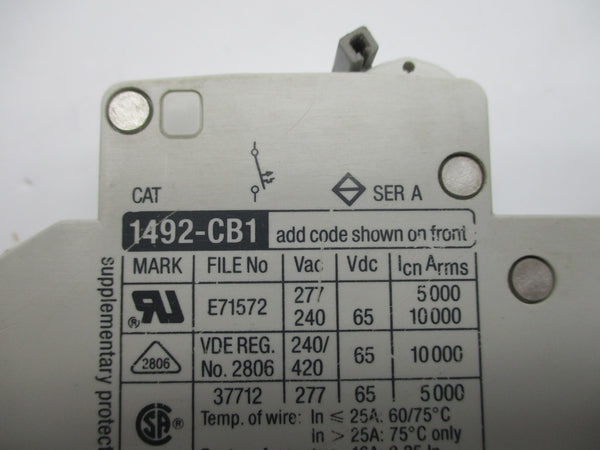 CAT SER A
1492-CB1 add code shown on front
MARK FILE No Vac Vdc Icn Arms
E71572 277 5000
240 65 10000
2806 VDE REG. 240/ 65 10000
No. 2806 420
37712 277 65 5000
Temp. of wire: In ≤ 25A: 60/75°C
In > 25A: 75°C only
supplementary protect